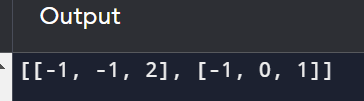 Output
[[-1, -1, 2], [-1, 0, 1]]